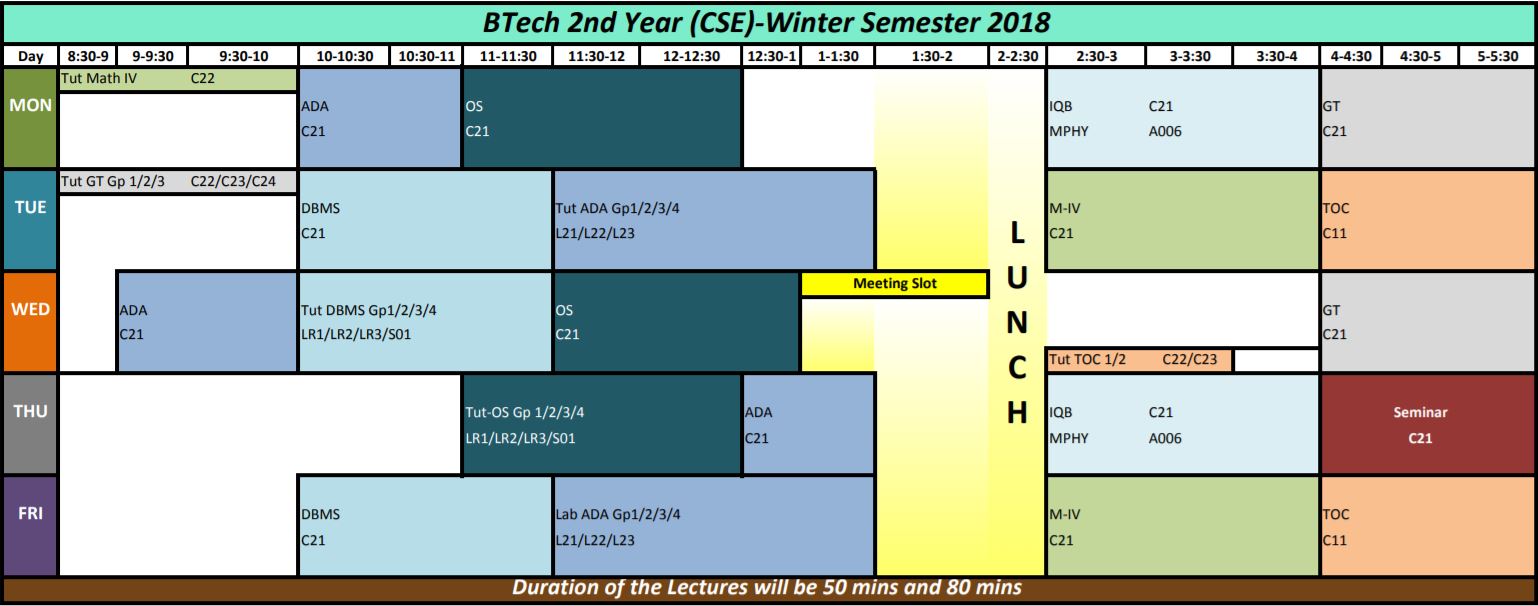 BTech 2nd Year (CSE)-Winter Semester 2018
Day 8:30-9 9-9:30 9:30-10 10-10:30 10:30-11 11-11:30 11:30-12 12-12:30 12:30-1 1-1:30 1:30-2 2-2:30 2:30-3 3-3:30 3:30-4 4-4:30 4:30-5 5-5:30
MON
Tut Math IV C22
ADA
C21
OS
C21
IQB C21
MPHY A006
GT
C21
TUE
Tut GT Gp 1/2/3 C22/C23/C24
DBMS
C21
Tut ADA Gp1/2/3/4
L21/L22/L23
M-IV
C21
TOC
C11
WED
ADA
C21
Tut DBMS Gp1/2/3/4
LR1/LR2/LR3/S01
OS
C21
Meeting Slot
Tut TOC 1/2 C22/C23
GT
C21
THU
Tut-OS Gp 1/2/3/4
LR1/LR2/LR3/S01
ADA
C21
IQB C21
MPHY A006
Seminar
C21
FRI
DBMS
C21
Lab ADA Gp1/2/3/4
L21/L22/L23
M-IV
C21
TOC
C11
L
U
N
C
H
Duration of the Lectures will be 50 mins and 80 mins